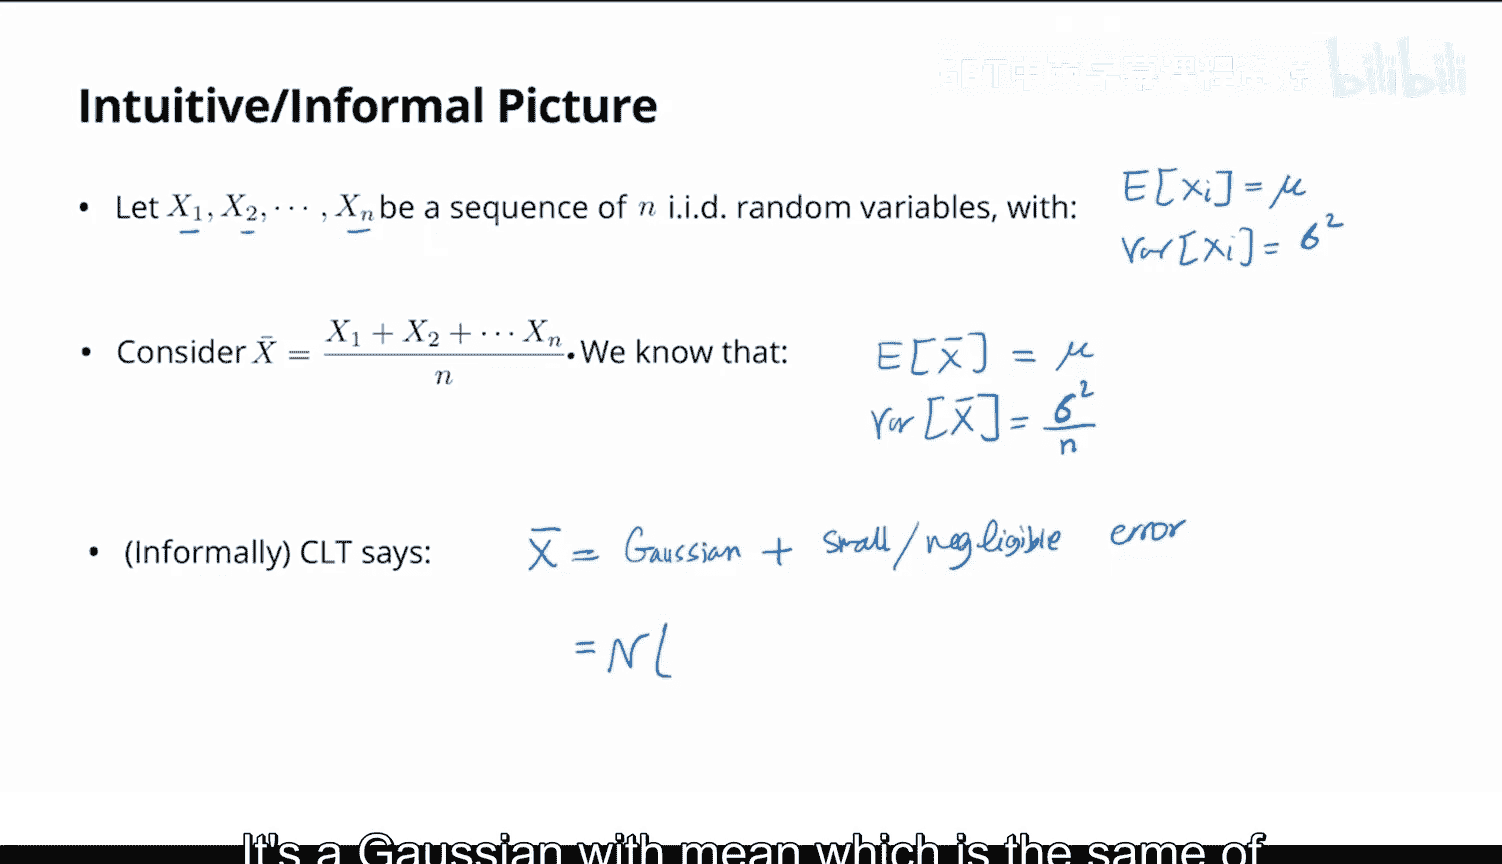 bilibili
Intuitive/Informal Picture
• Let X₁, X₂, ⋯ , Xₙ be a sequence of n i.i.d. random variables, with:
E[Xi] = μ
Var[Xi] = 6²
• Consider X̄ = (X₁ + X₂ + ⋯ Xₙ)/n. We know that:
E[X̄] = μ
Var[X̄] = 6²/n
• (Informally) CLT says: X̄ = Gaussian + small/negligible error
= N(
It's a Gaussian with mean which is the same of